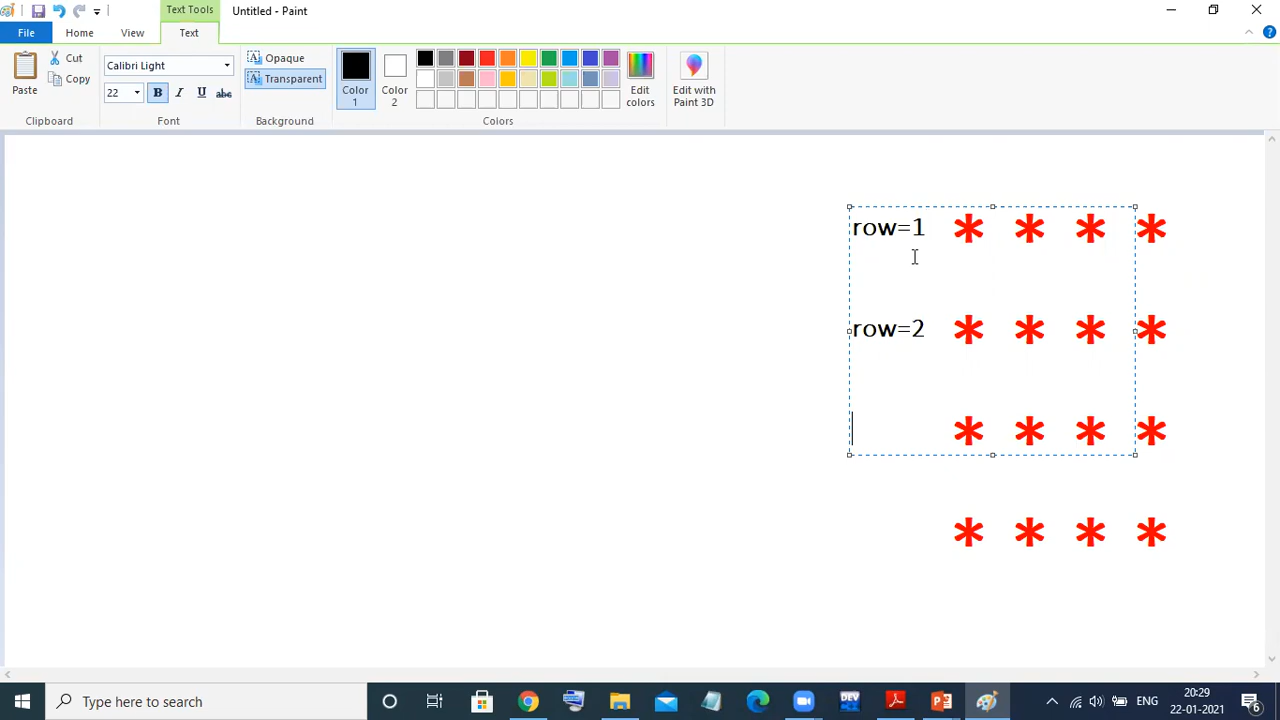 Text Tools
Untitled - Paint
File
Home
View
Text
Paste
Cut
Copy
Clipboard
Calibri Light
22
B
I
U
abc
Font
Opaque
Transparent
Background
Color
1
Color
2
Edit
colors
Colors
Edit with
Paint 3D
row=1 * * * *
row=2 * * * *
* * * *
* * * *
Type here to search
DEV
ENG
20:29
22-01-2021
6